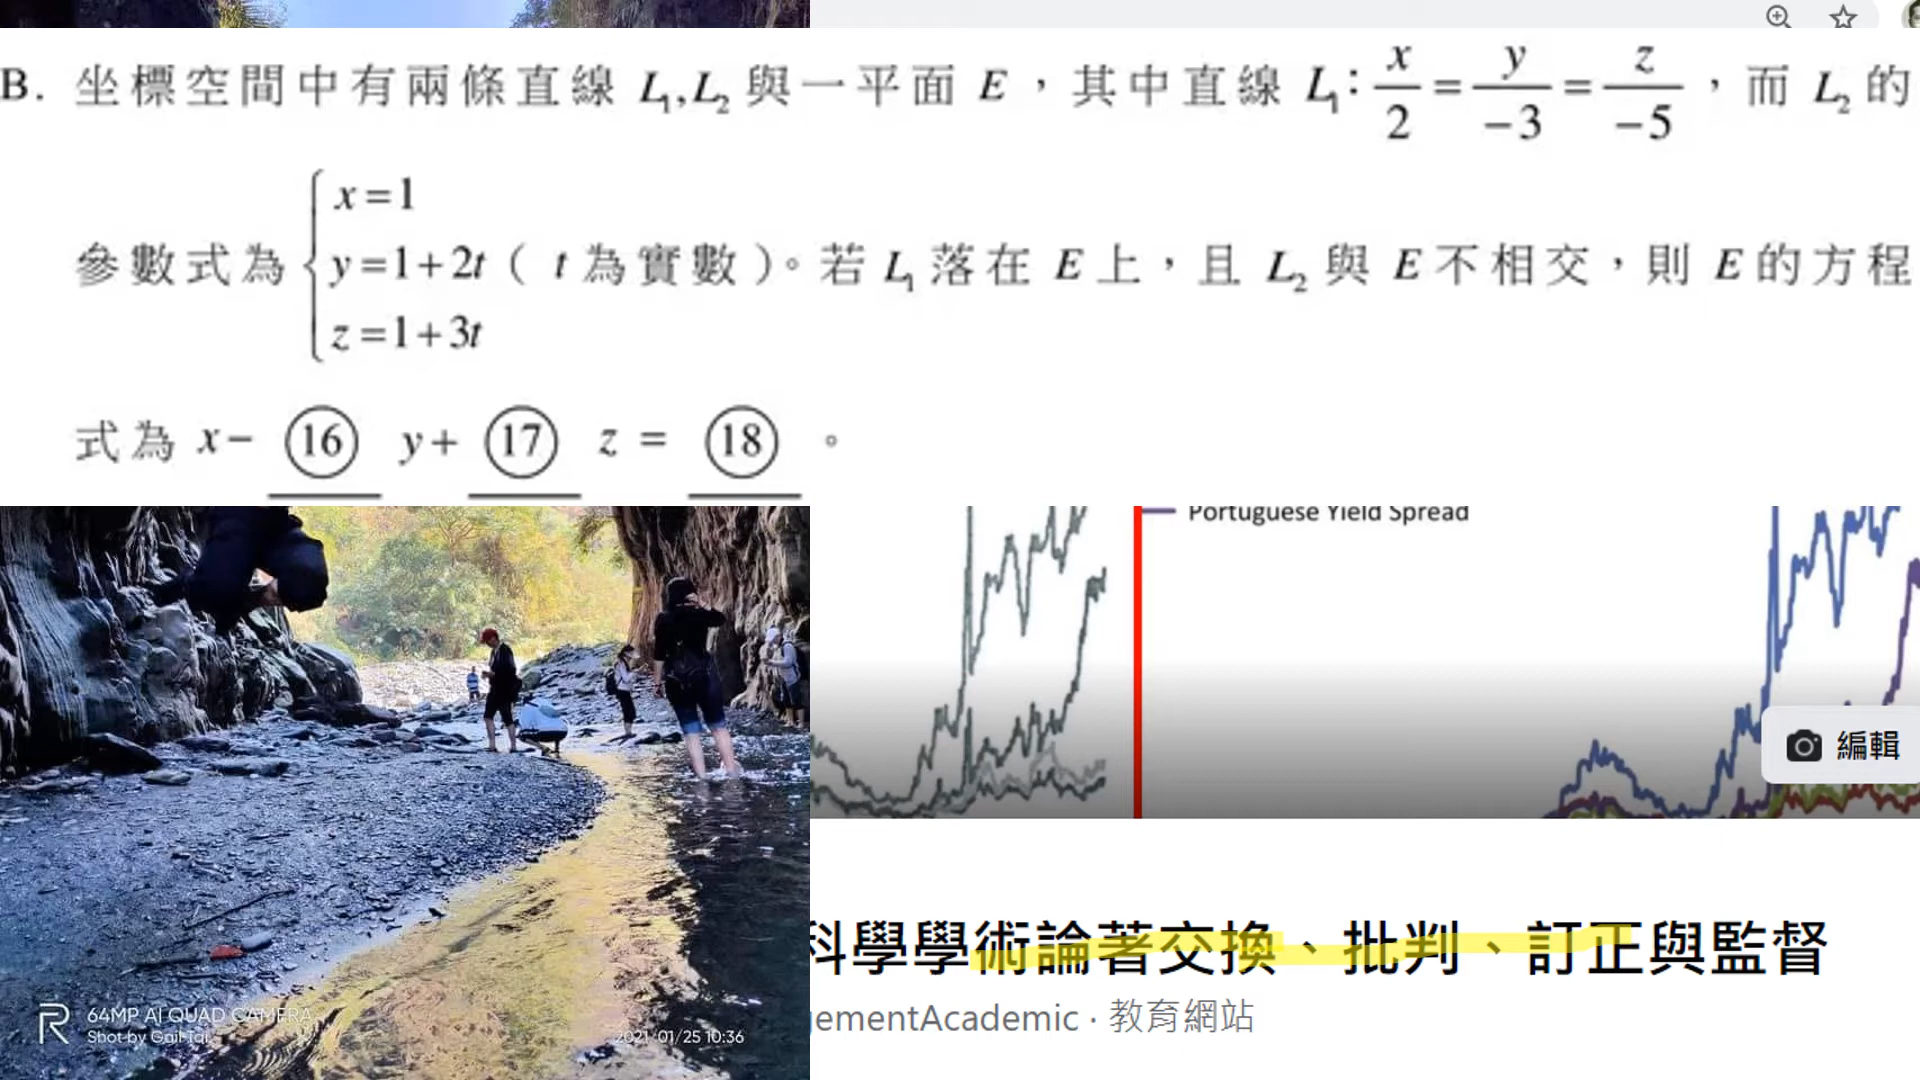 B. 坐標空間中有兩條直線 L₁,L₂ 與一平面 E，其中直線 L₁: x/2 = y/−3 = z/−5，而 L₂ 的
參數式為 { x=1
y=1+2t（ t 為實數）。若 L₁ 落在 E 上，且 L₂ 與 E 不相交，則 E 的方程
z=1+3t
式為 x− ⑯ y+ ⑰ z = ⑱ 。
Portuguese Yield Spread
編輯
科學學術論著交換、批判、訂正與監督
ementAcademic · 教育網站
R
64MP AI QUAD CAMERA
Shot by Gail Tai
2021/01/25 10:36